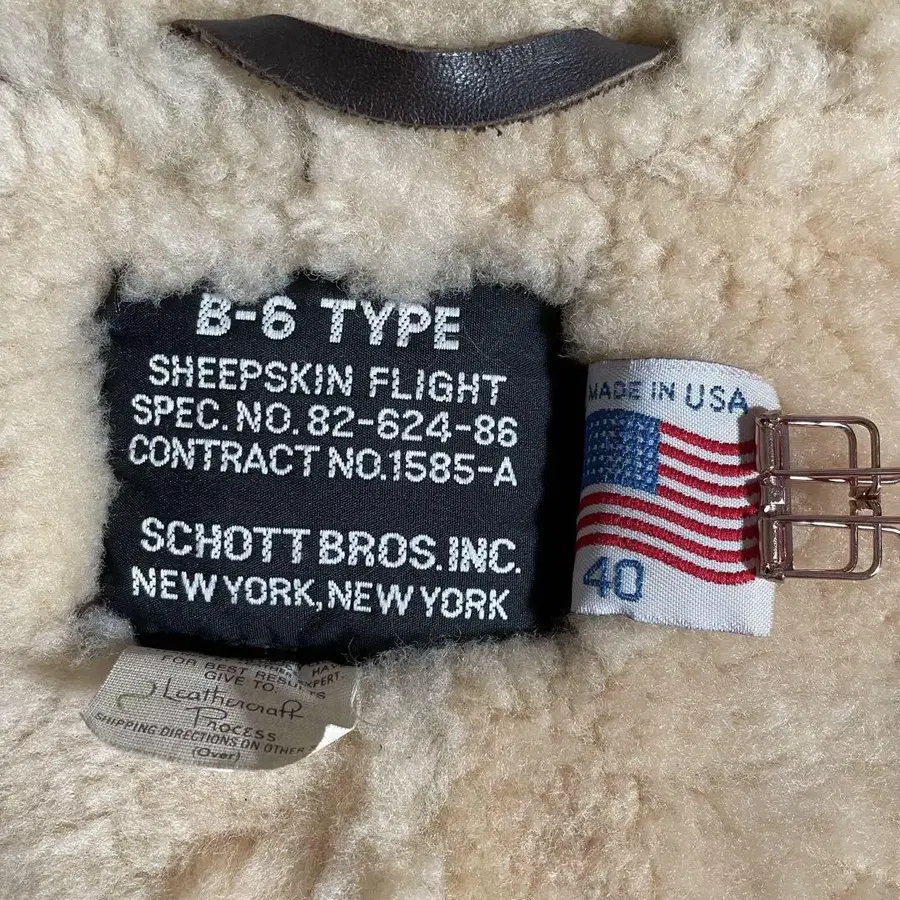 B-6 TYPE
SHEEPSKIN FLIGHT
SPEC. NO. 82-624-86
CONTRACT NO. 1585-A
SCHOTT BROS. INC.
NEW YORK, NEW YORK
MADE IN USA
40
FOR BEST RESULTS
GIVE TO:
Leathercraft
Process
SHIPPING DIRECTIONS ON OTHER
(Over)